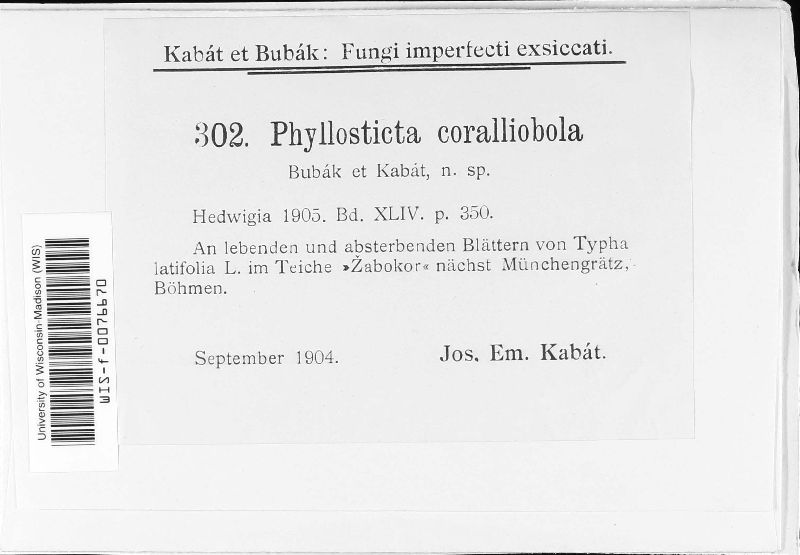 Kabát et Bubák: Fungi imperfecti exsiccati.
302. Phyllosticta coralliobola
Bubák et Kabát, n. sp.
Hedwigia 1905. Bd. XLIV. p. 350.
An lebenden und absterbenden Blättern von Typha
latifolia L. im Teiche »Žabokor« nächst Münchengrätz,
Böhmen.
September 1904.
Jos. Em. Kabát.
University of Wisconsin-Madison (WIS)
WIS-f-0076670